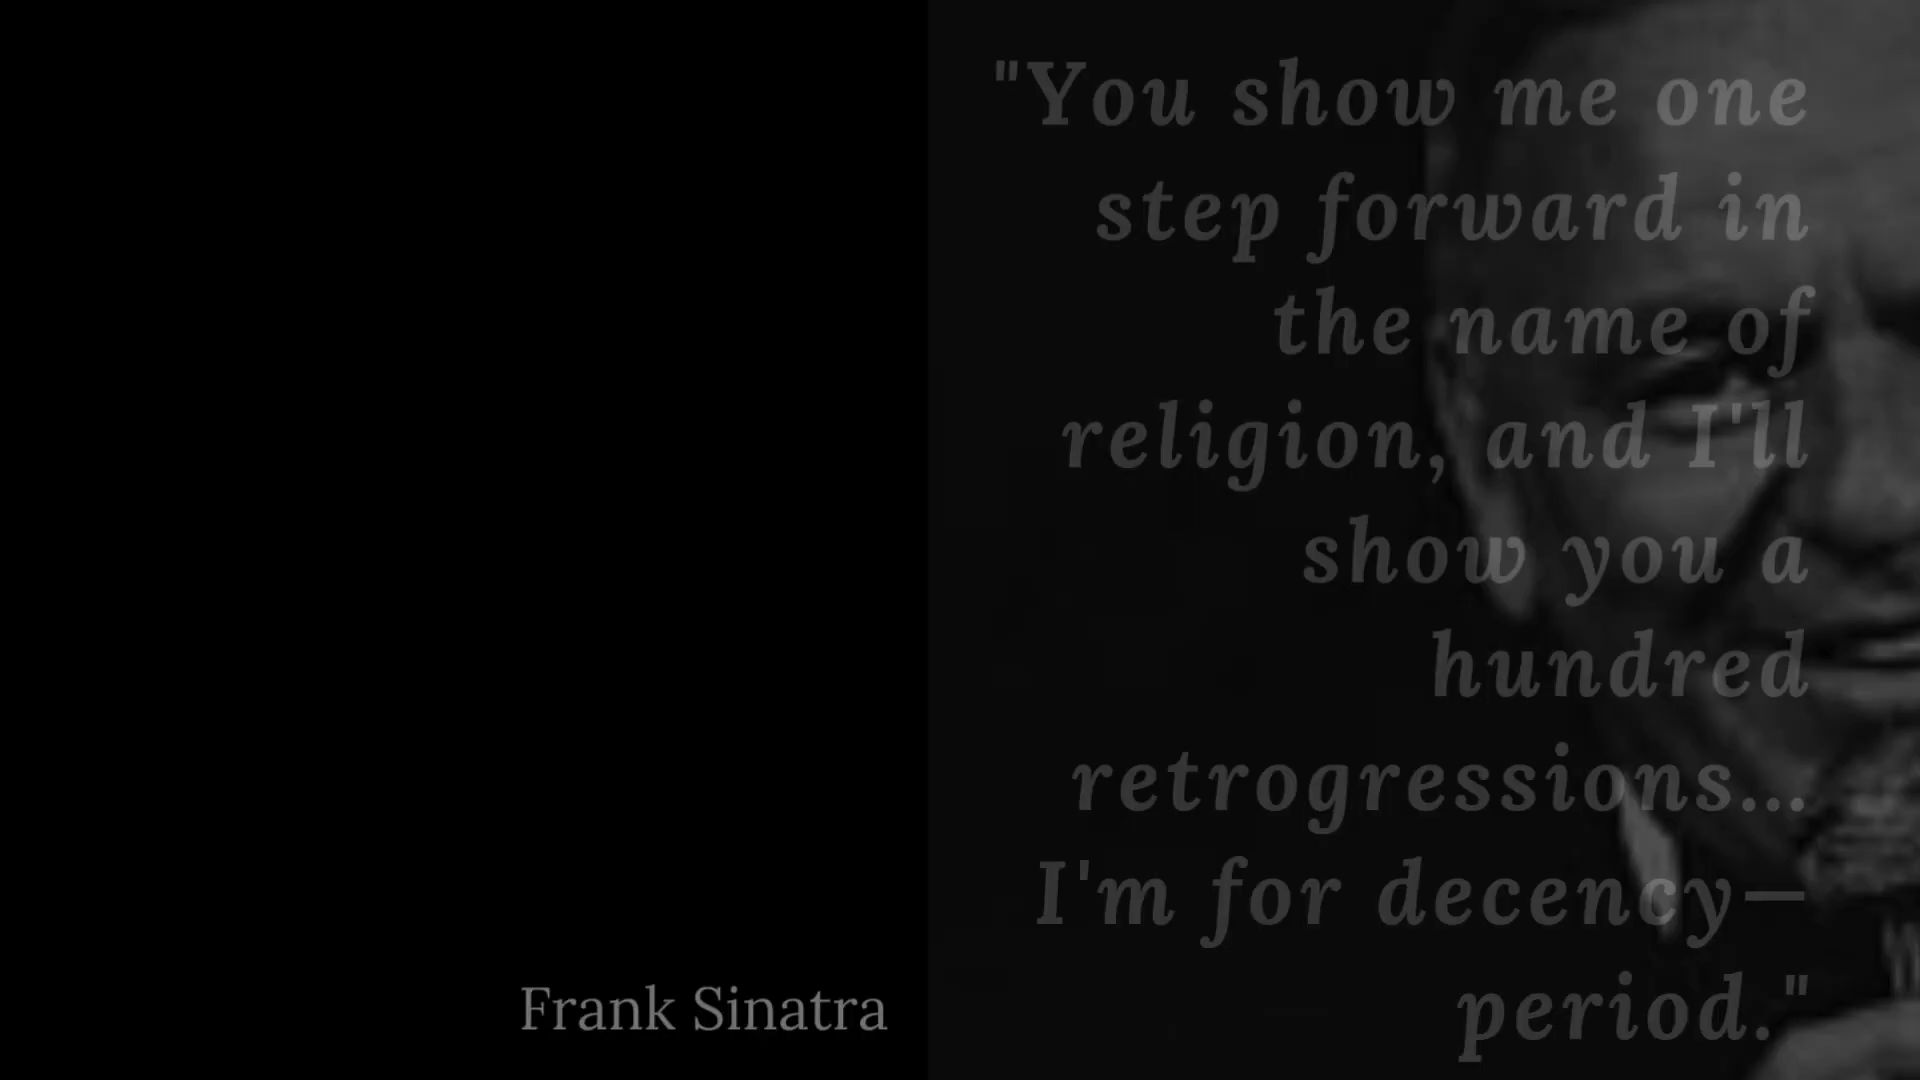 "You show me one
step forward in
the name of
religion, and I'll
show you a
hundred
retrogressions...
I'm for decency—
period."
Frank Sinatra